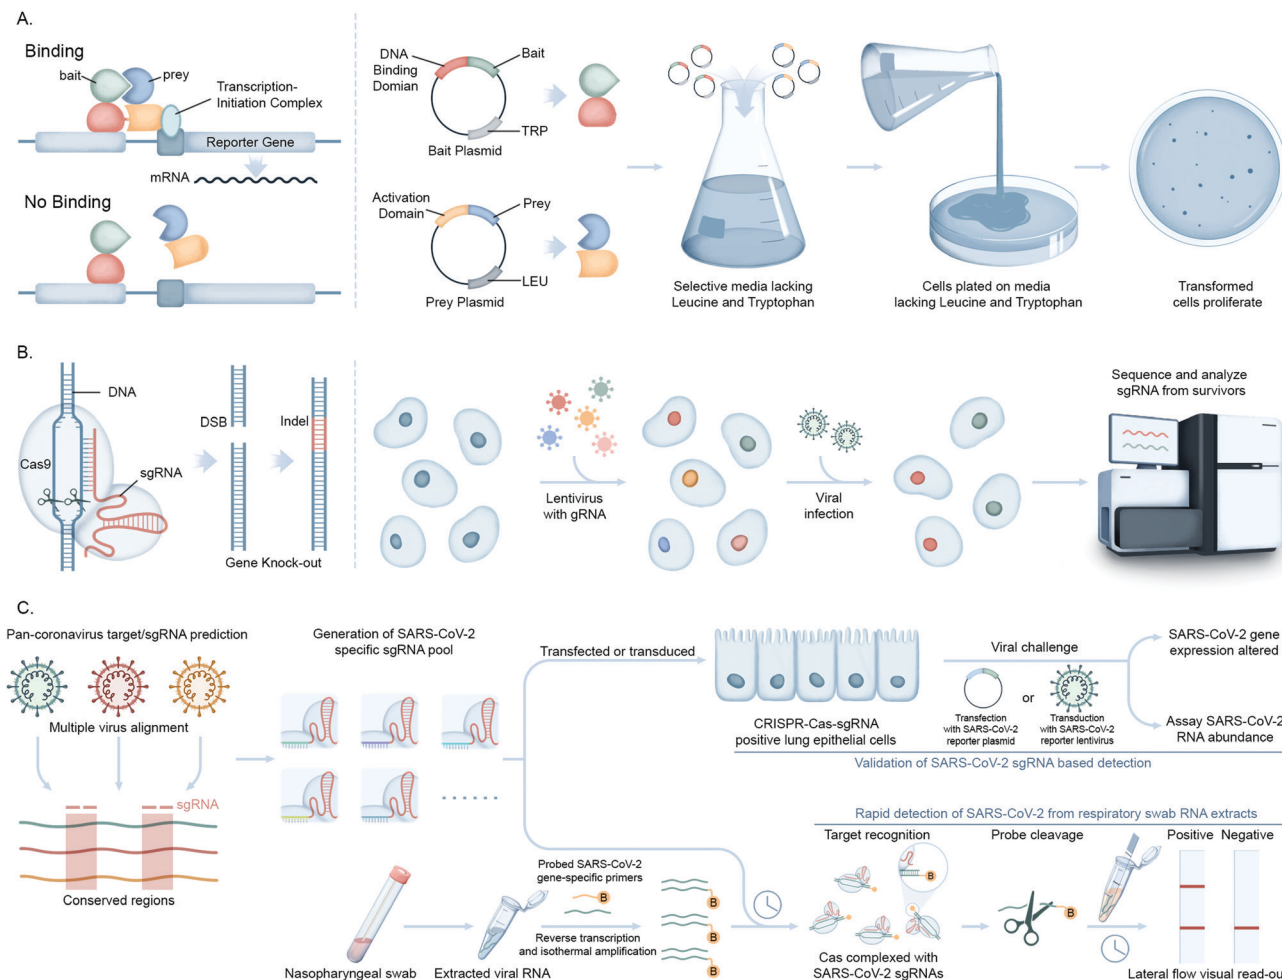 A.
Binding
bait
prey
Transcription-
Initiation Complex
Reporter Gene
mRNA
No Binding
DNA
Binding
Domian
Bait
TRP
Bait Plasmid
Activation
Domain
Prey
LEU
Prey Plasmid
Selective media lacking
Leucine and Tryptophan
Cells plated on media
lacking Leucine and Tryptophan
Transformed
cells proliferate
B.
DNA
Cas9
sgRNA
DSB
Indel
Gene Knock-out
Lentivirus
with gRNA
Viral
infection
Sequence and analyze
sgRNA from survivors
C.
Pan-coronavirus target/sgRNA prediction
Multiple virus alignment
sgRNA
Conserved regions
Generation of SARS-CoV-2
specific sgRNA pool
Transfected or transduced
CRISPR-Cas-sgRNA
positive lung epithelial cells
Viral challenge
or
Transfection
with SARS-CoV-2
reporter plasmid
Transduction
with SARS-CoV-2
reporter lentivirus
SARS-CoV-2 gene
expression altered
Assay SARS-CoV-2
RNA abundance
Validation of SARS-CoV-2 sgRNA based detection
Rapid detection of SARS-CoV-2 from respiratory swab RNA extracts
Nasopharyngeal swab
Extracted viral RNA
Probed SARS-CoV-2
gene-specific primers
B
Reverse transcription
and isothermal amplification
B
B
B
Target recognition
B
Cas complexed with
SARS-CoV-2 sgRNAs
Probe cleavage
B
Positive
Negative
Lateral flow visual read-out